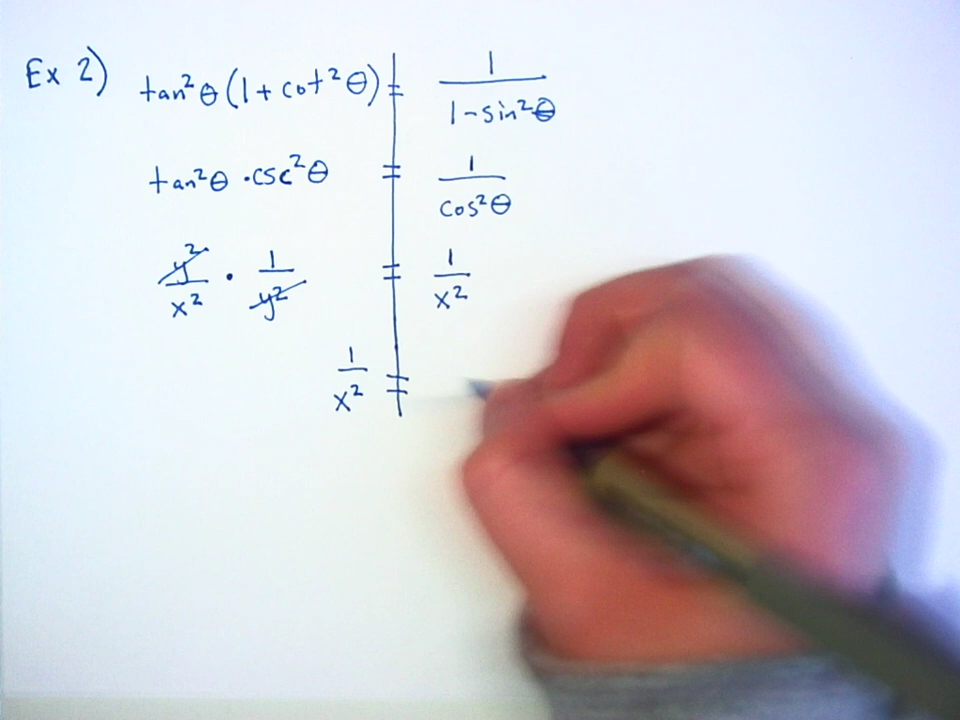 Ex 2) tan²θ(1+cot²θ) = 1/(1-sin²θ)
tan²θ · csc²θ = 1/cos²θ
y²/x² · 1/y² = 1/x²
1/x² =